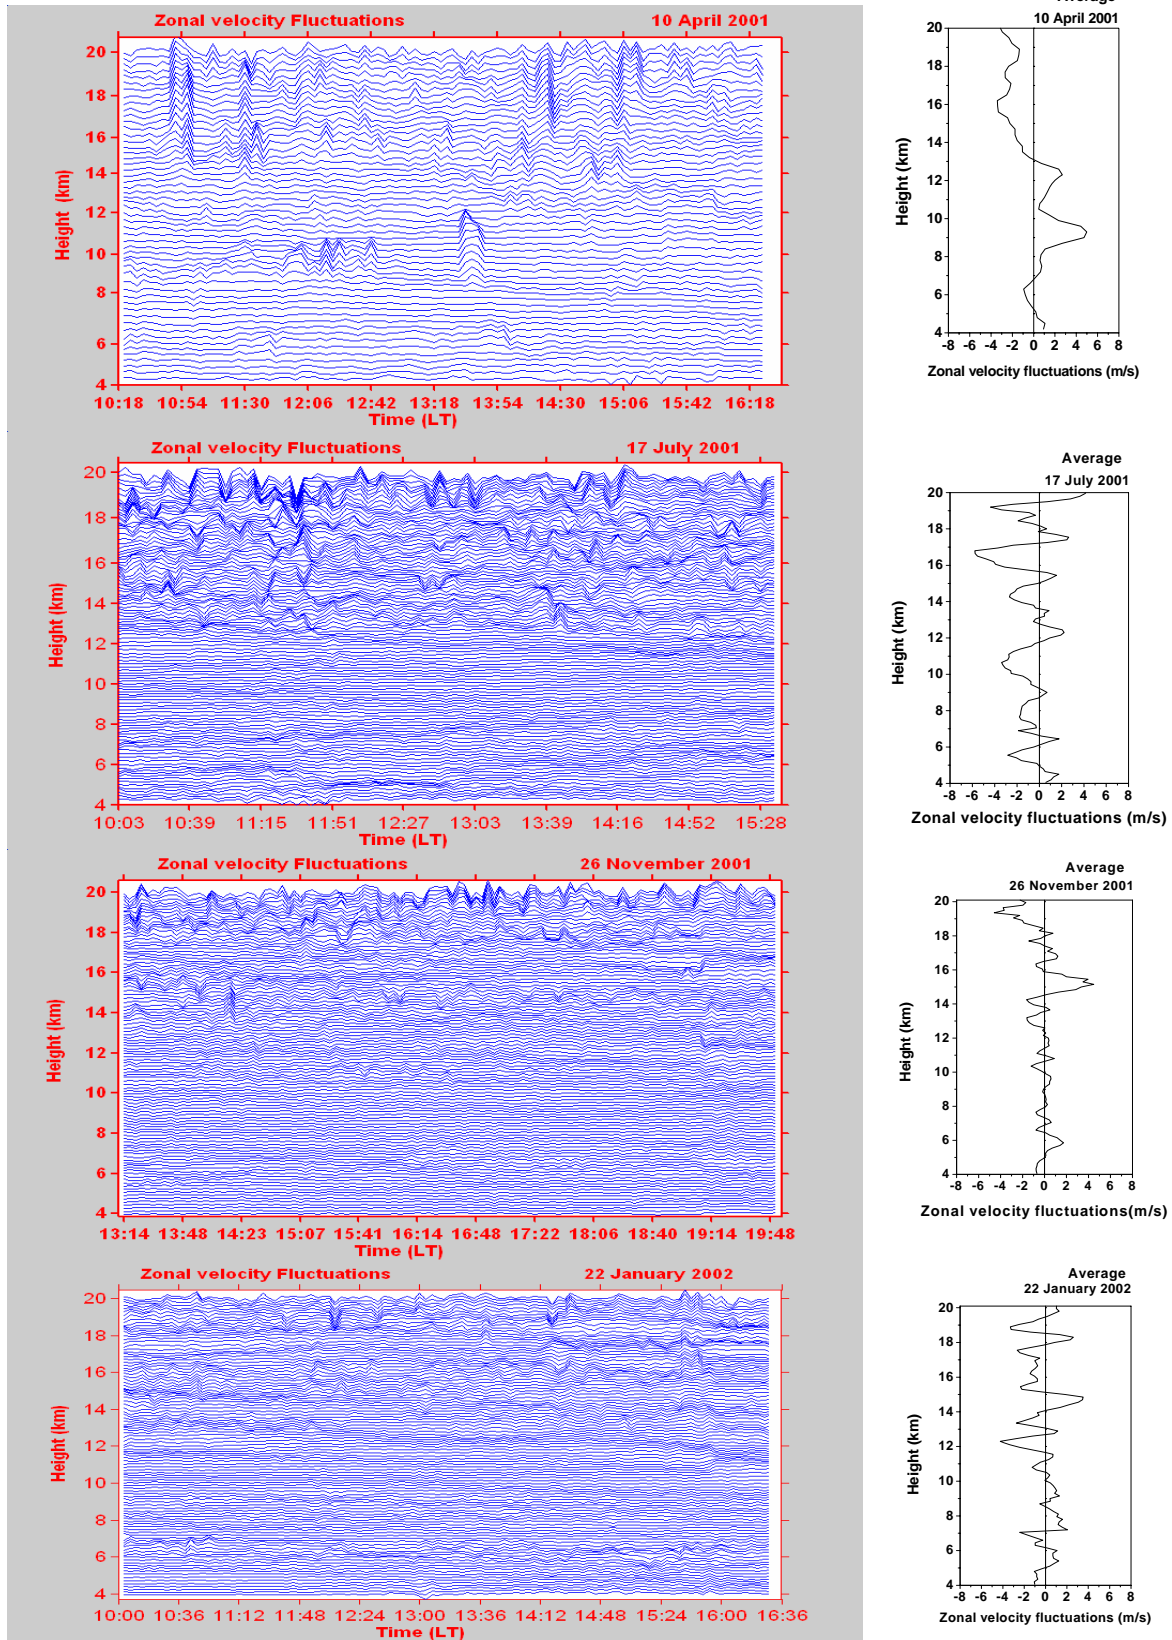 Zonal velocity Fluctuations 10 April 2001
20
18
16
14
12
10
8
6
4
Height (km)
10:18 10:54 11:30 12:06 12:42 13:18 13:54 14:30 15:06 15:42 16:18
Time (LT)
Average
10 April 2001
20
18
16
14
12
10
8
6
4
Height (km)
-8 -6 -4 -2 0 2 4 6 8
Zonal velocity fluctuations (m/s)
Zonal velocity Fluctuations 17 July 2001
20
18
16
14
12
10
8
6
4
Height (km)
10:03 10:39 11:15 11:51 12:27 13:03 13:39 14:16 14:52 15:28
Time (LT)
Average
17 July 2001
20
18
16
14
12
10
8
6
4
Height (km)
-8 -6 -4 -2 0 2 4 6 8
Zonal velocity fluctuations (m/s)
Zonal velocity Fluctuations 26 November 2001
20
18
16
14
12
10
8
6
4
Height (km)
13:14 13:48 14:23 15:07 15:41 16:14 16:48 17:22 18:06 18:40 19:14 19:48
Time (LT)
Average
26 November 2001
20
18
16
14
12
10
8
6
4
Height (km)
-8 -6 -4 -2 0 2 4 6 8
Zonal velocity fluctuations(m/s)
Zonal velocity Fluctuations 22 January 2002
20
18
16
14
12
10
8
6
4
Height (km)
10:00 10:36 11:12 11:48 12:24 13:00 13:36 14:12 14:48 15:24 16:00 16:36
Time (LT)
Average
22 January 2002
20
18
16
14
12
10
8
6
4
Height (km)
-8 -6 -4 -2 0 2 4 6 8
Zonal velocity fluctuations (m/s)